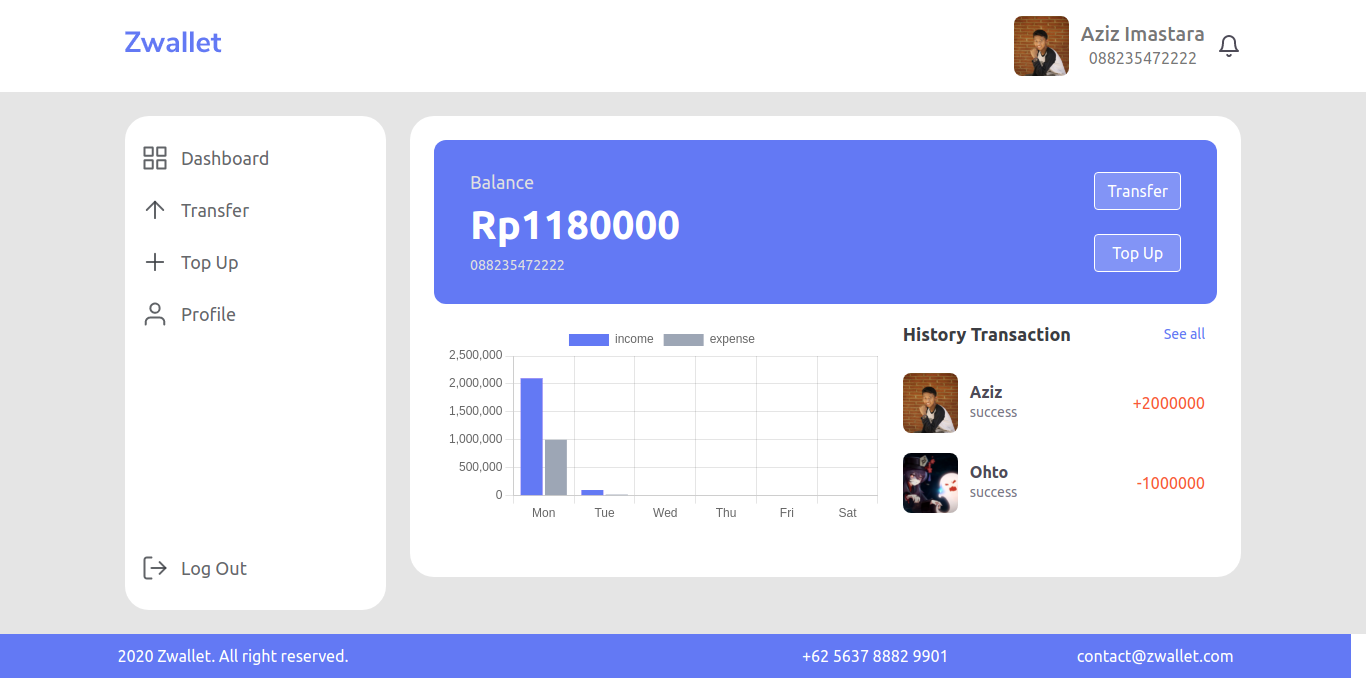 Zwallet
Aziz Imastara
088235472222
Dashboard
Transfer
Top Up
Profile
Log Out
Balance
Rp1180000
088235472222
Transfer
Top Up
income expense
2,500,000
2,000,000
1,500,000
1,000,000
500,000
0
Mon Tue Wed Thu Fri Sat
History Transaction See all
Aziz
success
+2000000
Ohto
success
-1000000
2020 Zwallet. All right reserved. +62 5637 8882 9901 contact@zwallet.com